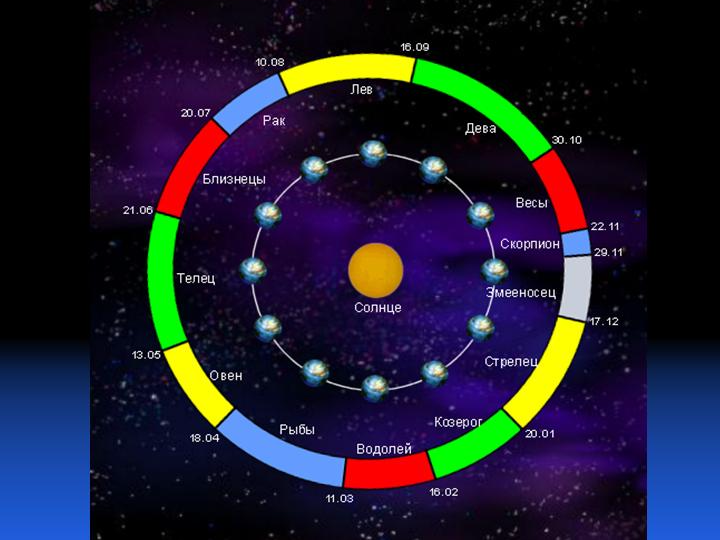 16.09
10.08
Лев
20.07
Рак
Дева
30.10
Близнецы
Весы
21.06
22.11
Скорпион
29.11
Телец
Змееносец
Солнце
17.12
13.05
Стрелец
Овен
Козерог
Рыбы
20.01
18.04
Водолей
16.02
11.03